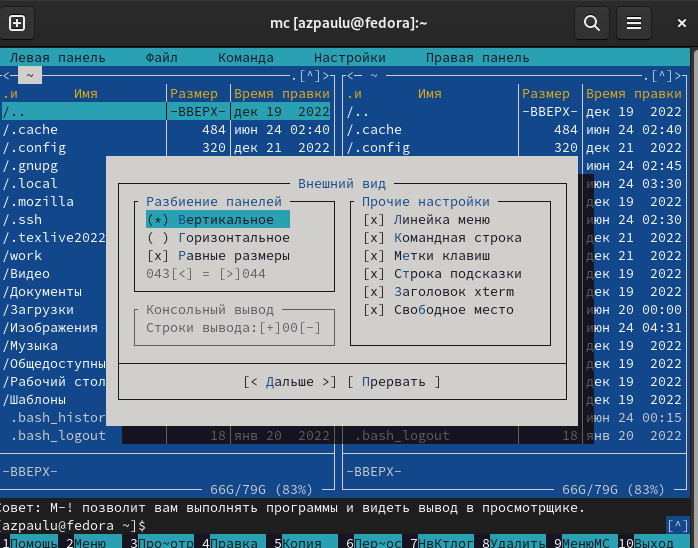 mc [azpaulu@fedora]:~
Левая панель Файл Команда Настройки Правая панель
<- ~ .[^]> <- ~ .[^]>
.и Имя Размер Время правки .и Имя Размер Время правки
/.. -ВВЕРХ- дек 19 2022 /.. -ВВЕРХ- дек 19 2022
/.cache 484 июн 24 02:40 /.cache 484 июн 24 02:40
/.config 320 дек 21 2022 /.config 320 дек 21 2022
/.gnupg июн 24 02:45
/.local Внешний вид июн 24 03:30
/.mozilla Разбиение панелей Прочие настройки дек 19 2022
/.ssh (*) Вертикальное [x] Линейка меню июн 24 02:30
/.texlive2022 ( ) Горизонтальное [x] Командная строка дек 21 2022
/work [x] Равные размеры [x] Метки клавиш дек 21 2022
/Видео 043[<] = [>]044 [x] Строка подсказки дек 19 2022
/Документы [x] Заголовок xterm дек 19 2022
/Загрузки Консольный вывод [x] Свободное место июн 20 00:00
/Изображения Строки вывода:[+]00[-] июн 24 04:31
/Музыка дек 19 2022
/Общедоступны дек 19 2022
/Рабочий стол [< Дальше >] [ Прервать ] дек 19 2022
/Шаблоны дек 19 2022
.bash_histor июн 24 00:15
.bash_logout 18 янв 20 2022 .bash_logout 18 янв 20 2022
-ВВЕРХ- -ВВЕРХ-
66G/79G (83%) 66G/79G (83%)
Совет: M-! позволит вам выполнять программы и видеть вывод в просмотрщике.
[azpaulu@fedora ~]$ [^]
1Помощь 2Меню 3Про~отр 4Правка 5Копия 6Пер~ос 7НвКтлог 8Удалить 9МенюМС 10Выход